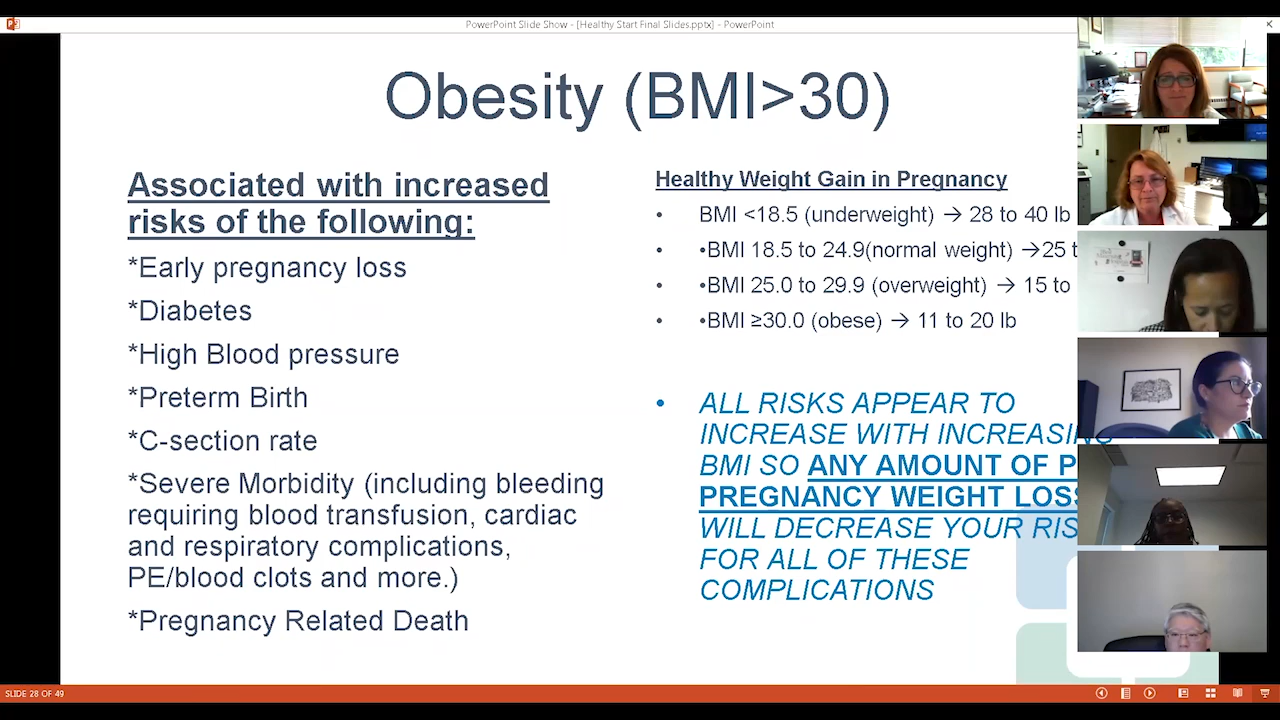 PowerPoint Slide Show - [Healthy Start Final Slides.pptx] - PowerPoint
Obesity (BMI>30)
Associated with increased
risks of the following:
*Early pregnancy loss
*Diabetes
*High Blood pressure
*Preterm Birth
*C-section rate
*Severe Morbidity (including bleeding
requiring blood transfusion, cardiac
and respiratory complications,
PE/blood clots and more.)
*Pregnancy Related Death
Healthy Weight Gain in Pregnancy
• BMI <18.5 (underweight) → 28 to 40 lb
• •BMI 18.5 to 24.9(normal weight) →25
• •BMI 25.0 to 29.9 (overweight) → 15 to
• •BMI ≥30.0 (obese) → 11 to 20 lb
• ALL RISKS APPEAR TO
INCREASE WITH INCREASING
BMI SO ANY AMOUNT OF
PREGNANCY WEIGHT LOSS
WILL DECREASE YOUR
FOR ALL OF THESE
COMPLICATIONS
SLIDE 28 OF 49